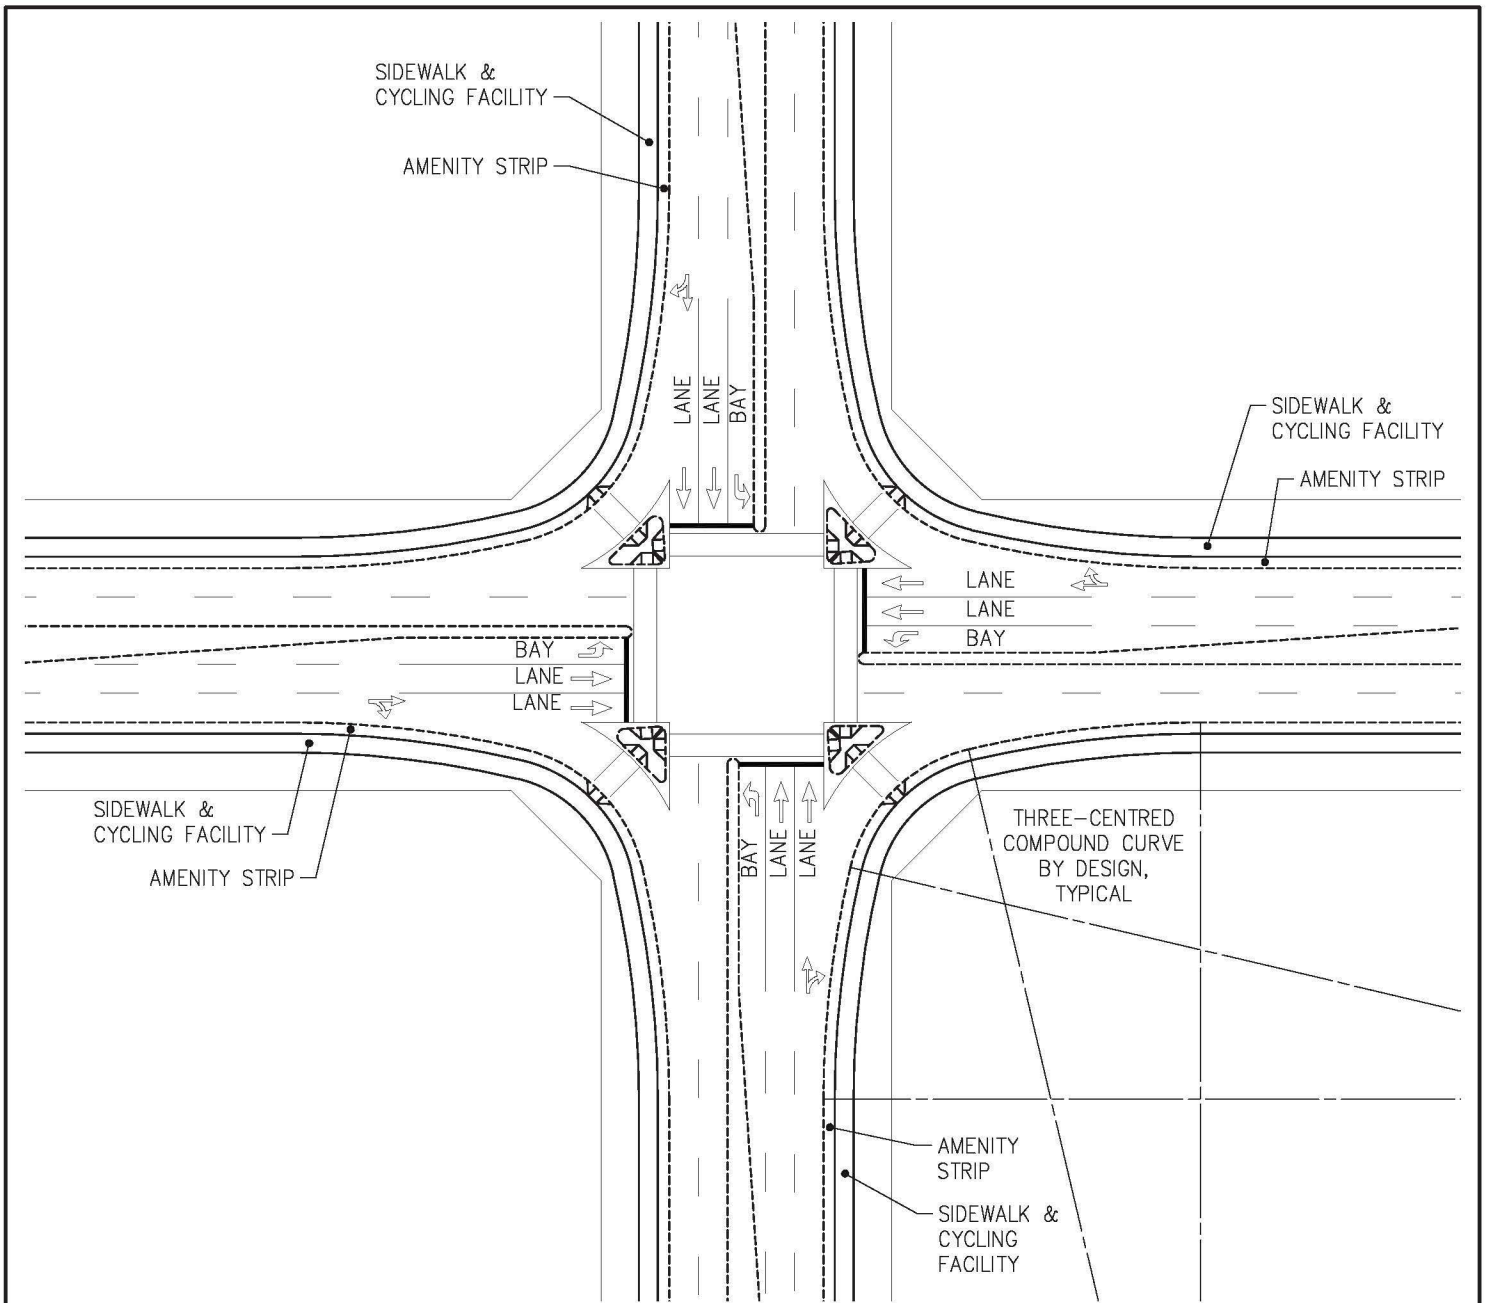 SIDEWALK &
CYCLING FACILITY
AMENITY STRIP
LANE
LANE
BAY
SIDEWALK &
CYCLING FACILITY
AMENITY STRIP
LANE
LANE
BAY
BAY
LANE
LANE
SIDEWALK &
CYCLING FACILITY
AMENITY STRIP
BAY
LANE
LANE
THREE-CENTRED
COMPOUND CURVE
BY DESIGN,
TYPICAL
AMENITY
STRIP
SIDEWALK &
CYCLING
FACILITY